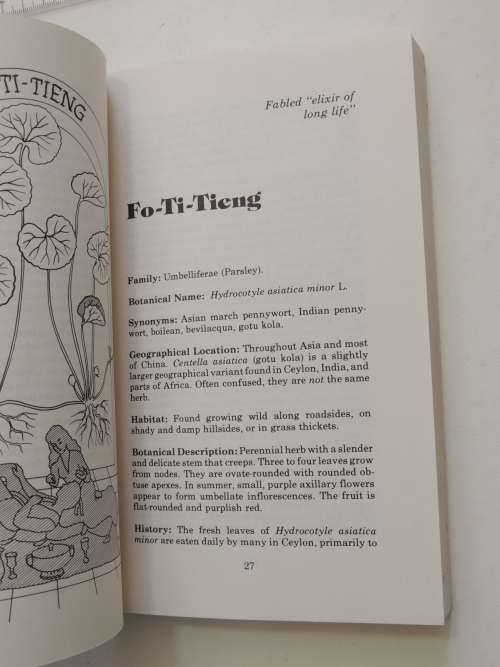 TI-TIENG
Fabled "elixir of
long life"
Fo-Ti-Tieng
Family: Umbelliferae (Parsley).
Botanical Name: Hydrocotyle asiatica minor L.
Synonyms: Asian march pennywort, Indian penny-
wort, boilean, bevilacqua, gotu kola.
Geographical Location: Throughout Asia and most
of China. Centella asiatica (gotu kola) is a slightly
larger geographical variant found in Ceylon, India, and
parts of Africa. Often confused, they are not the same
herb.
Habitat: Found growing wild along roadsides, on
shady and damp hillsides, or in grass thickets.
Botanical Description: Perennial herb with a slender
and delicate stem that creeps. Three to four leaves grow
from nodes. They are ovate-rounded with rounded ob-
tuse apexes. In summer, small, purple axillary flowers
appear to form umbellate inflorescences. The fruit is
flat-rounded and purplish red.
History: The fresh leaves of Hydrocotyle asiatica
minor are eaten daily by many in Ceylon, primarily to
27